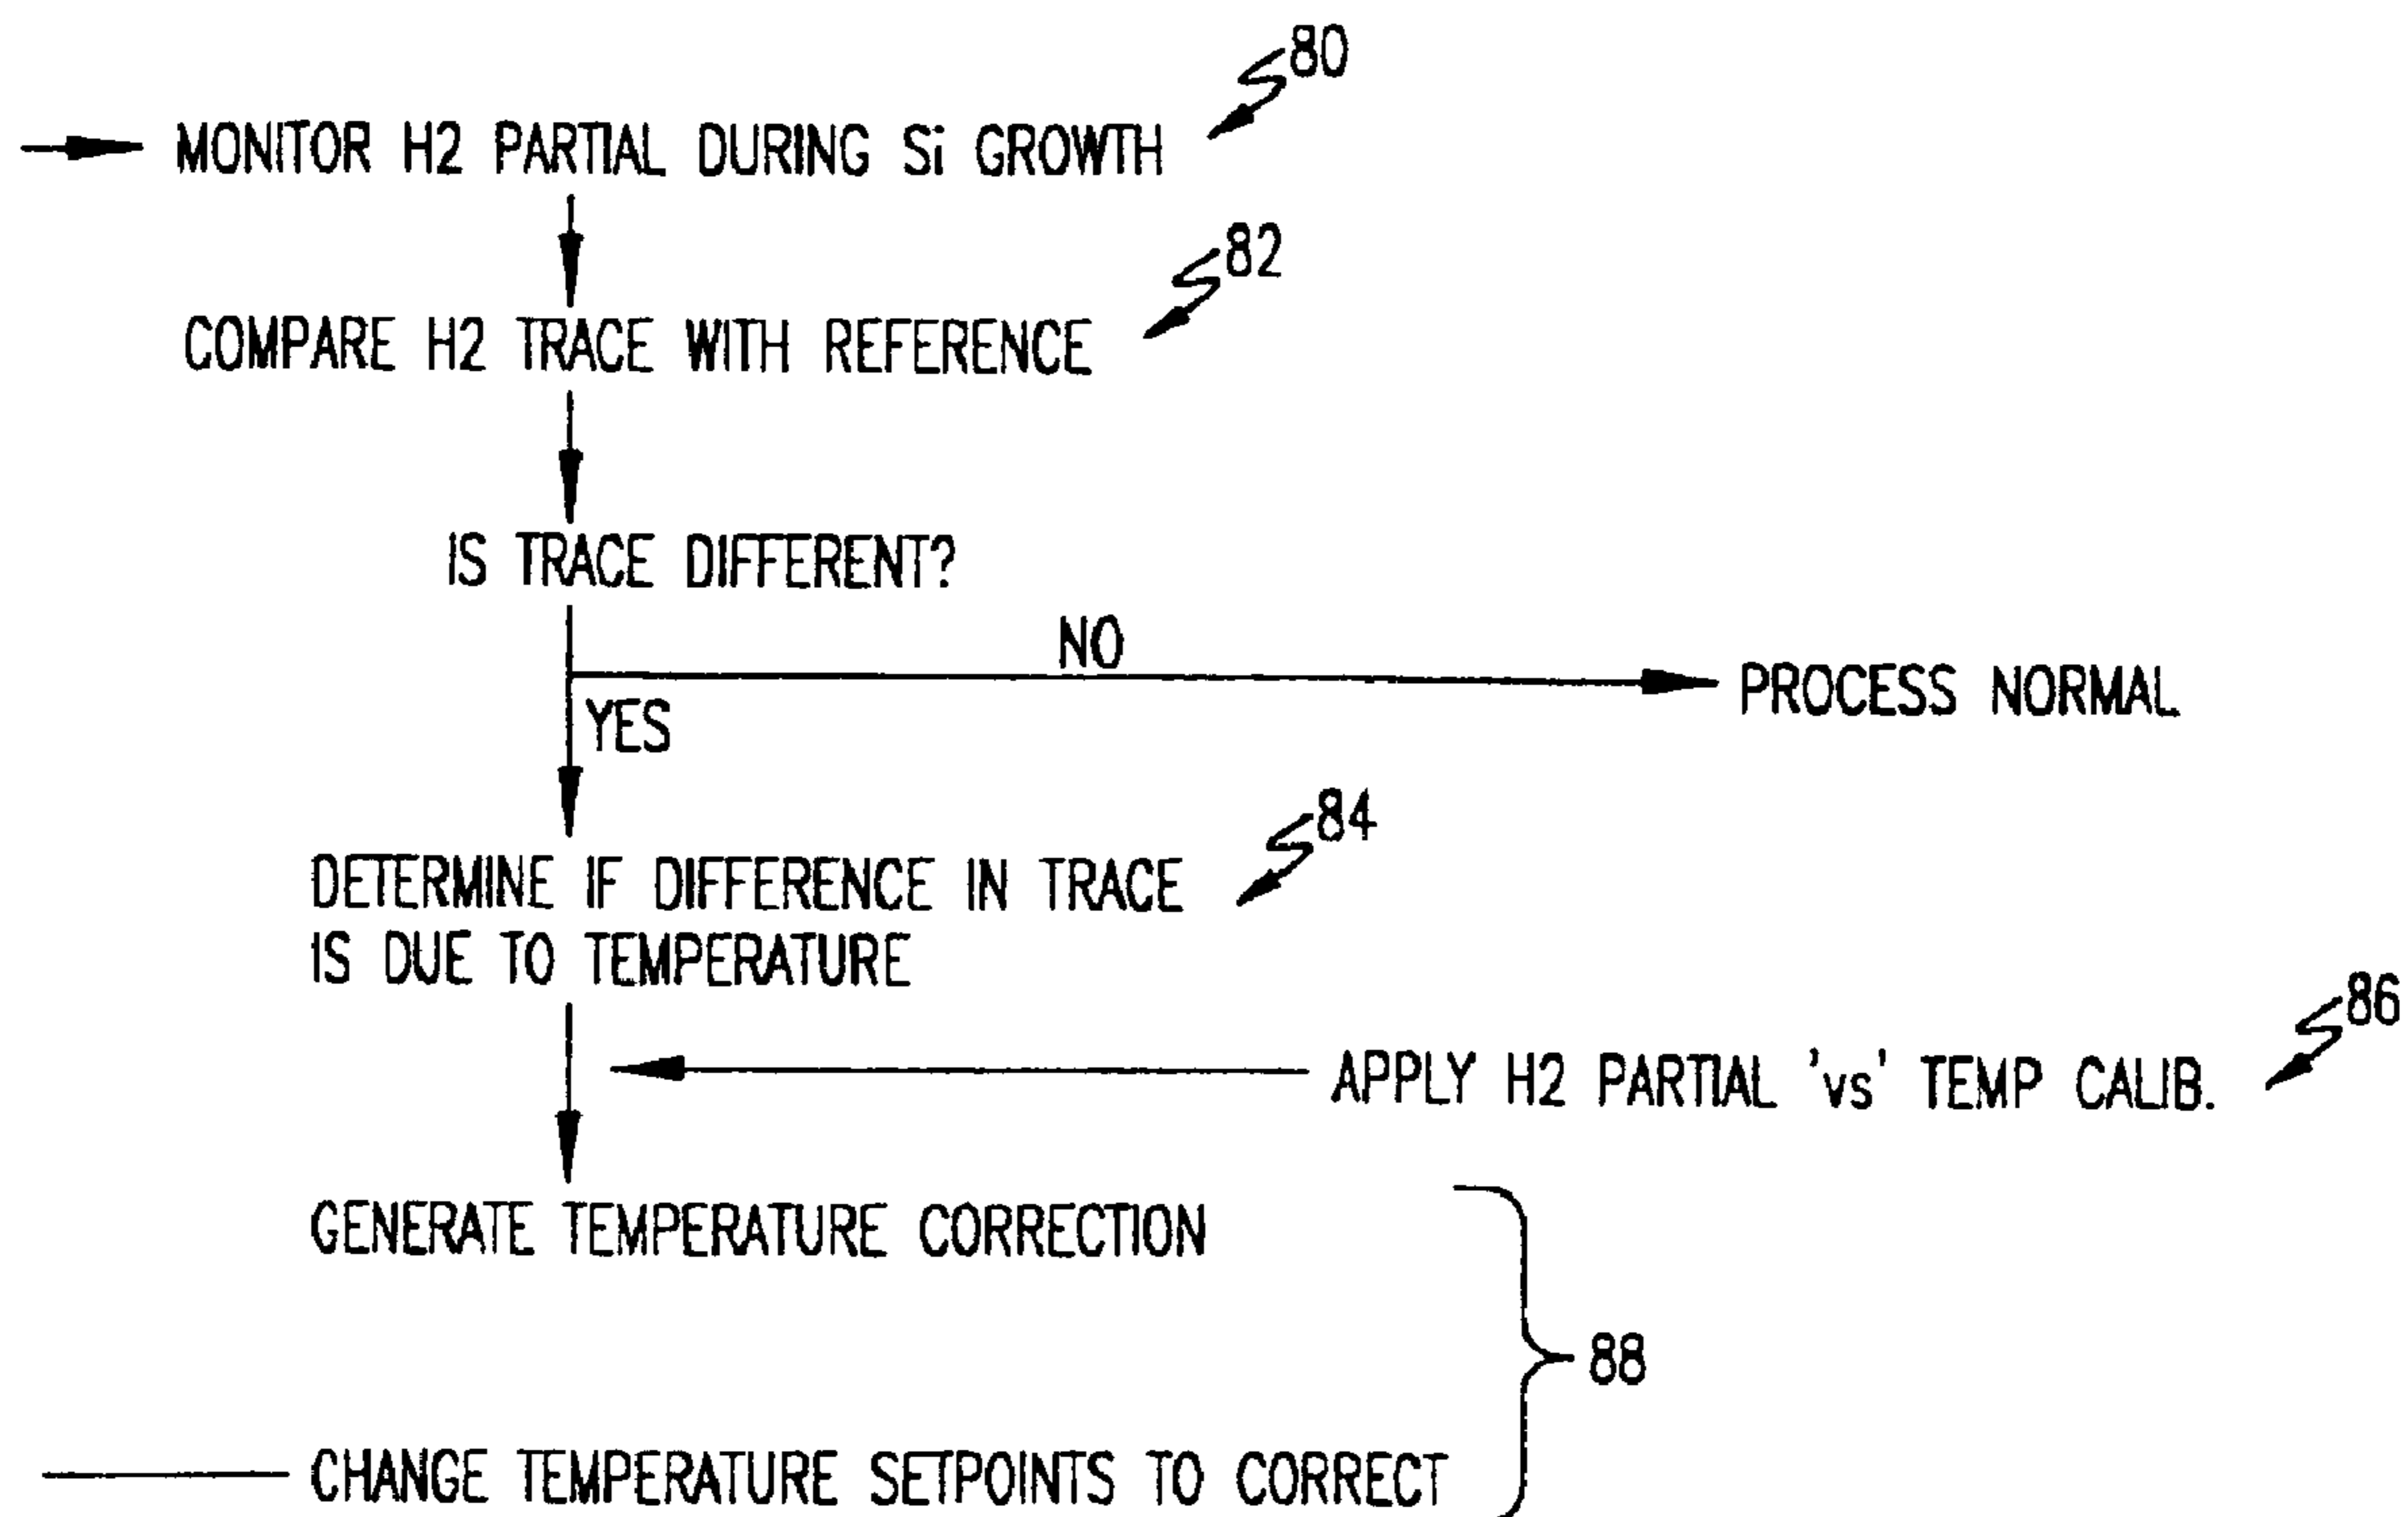 80
MONITOR H2 PARTIAL DURING Si GROWTH
82
COMPARE H2 TRACE WITH REFERENCE
IS TRACE DIFFERENT?
NO
PROCESS NORMAL
YES
84
DETERMINE IF DIFFERENCE IN TRACE
IS DUE TO TEMPERATURE
86
APPLY H2 PARTIAL 'vs' TEMP CALIB.
GENERATE TEMPERATURE CORRECTION
88
CHANGE TEMPERATURE SETPOINTS TO CORRECT